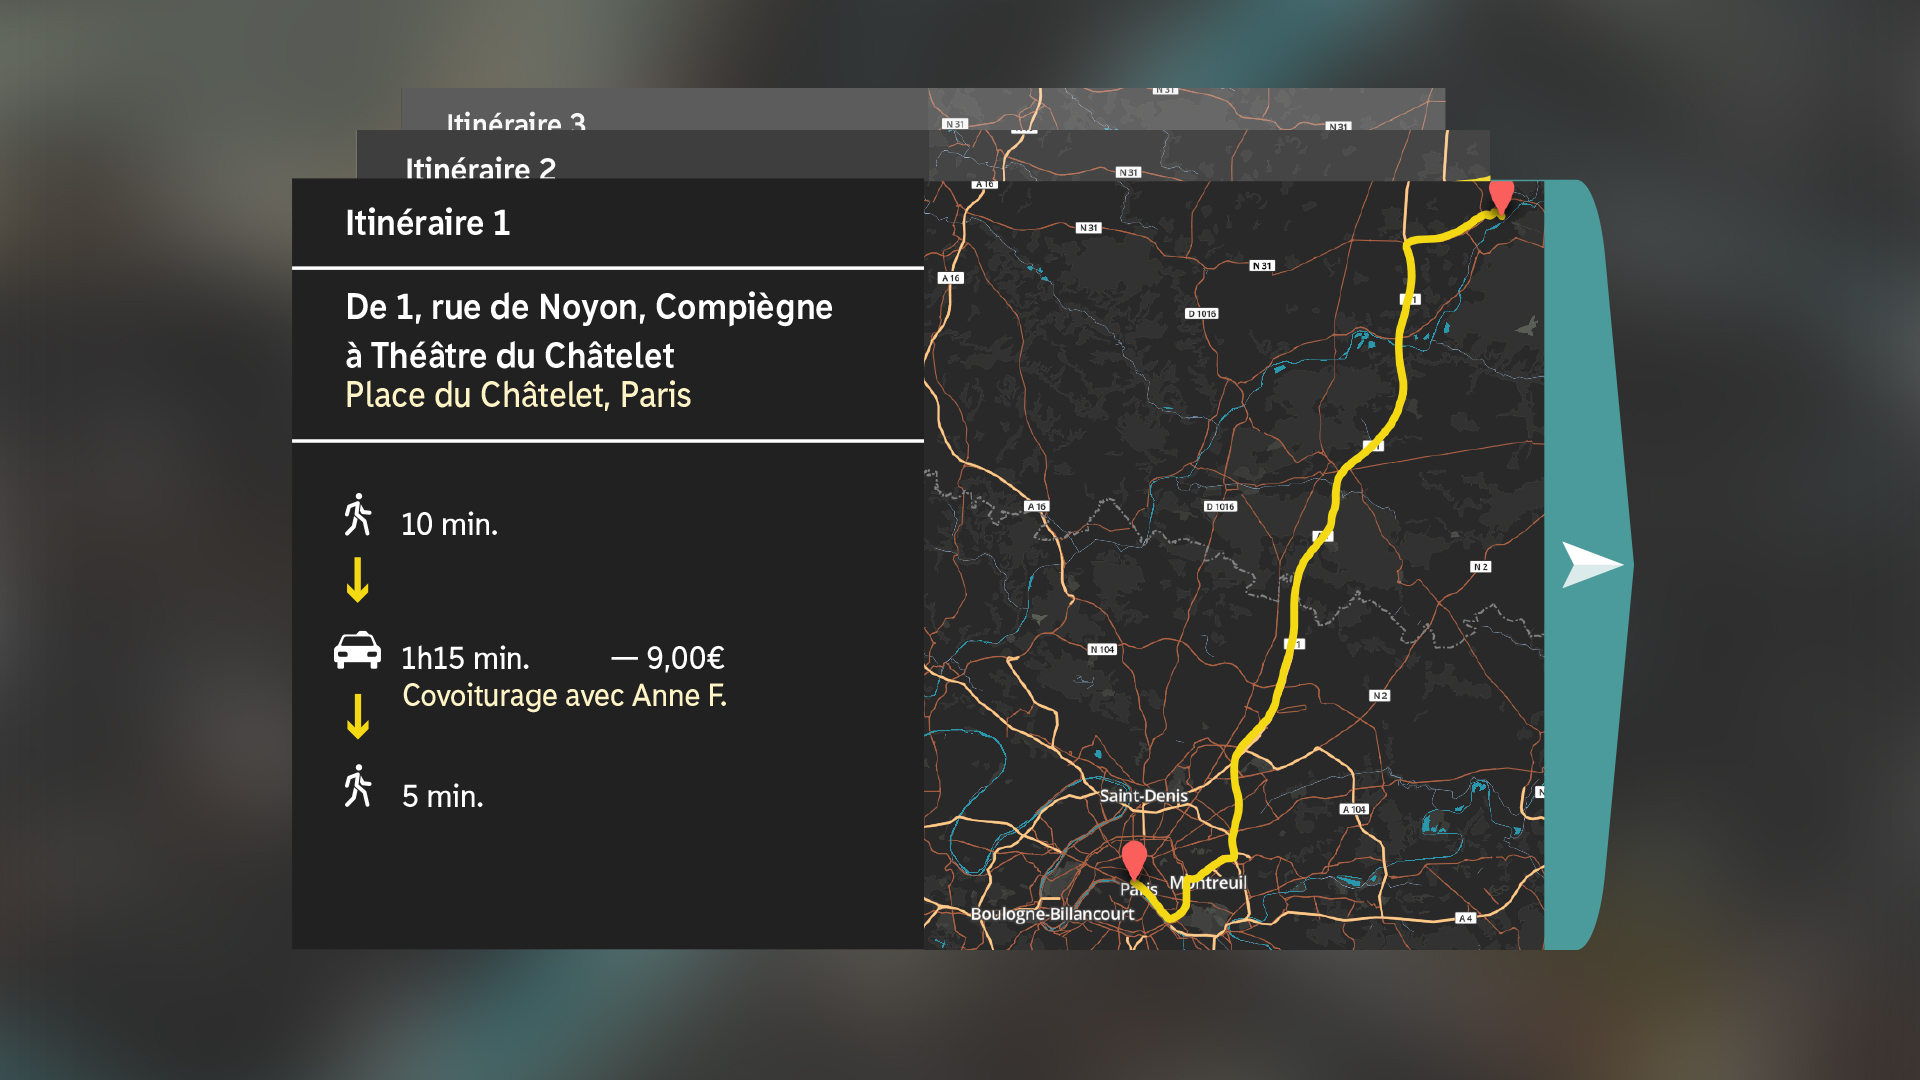 Itinéraire 3
Itinéraire 2
Itinéraire 1
De 1, rue de Noyon, Compiègne
à Théâtre du Châtelet
Place du Châtelet, Paris
10 min.
1h15 min. — 9,00€
Covoiturage avec Anne F.
5 min.
N 31
N 31
N 31
N 31
A 16
N 31
N 31
A 16
D 1016
A 16
D 1016
N 2
N 104
N 2
Saint-Denis
A 104
Paris
Montreuil
Boulogne-Billancourt
A 4